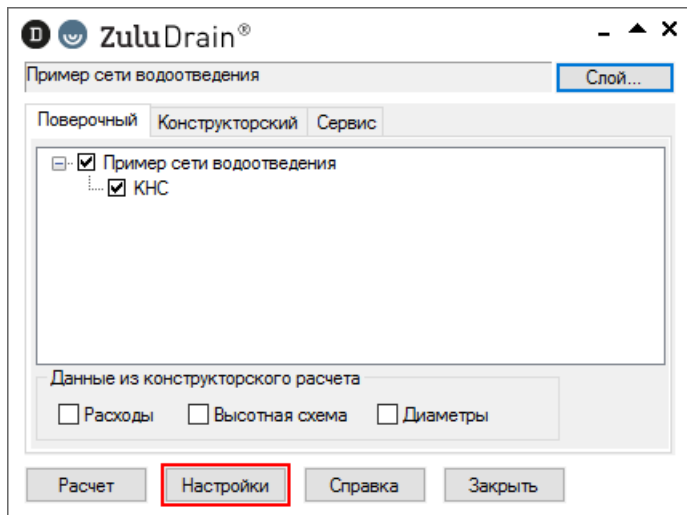 D ZuluDrain®
Пример сети водоотведения Слой...
Поверочный Конструкторский Сервис
Пример сети водоотведения
КНС
Данные из конструкторского расчета
Расходы Высотная схема Диаметры
Расчет Настройки Справка Закрыть